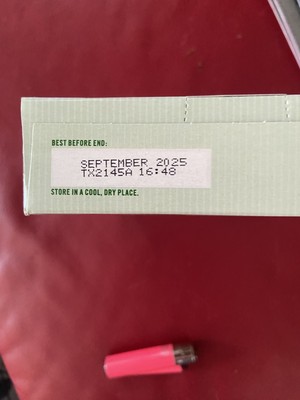 BEST BEFORE END:
SEPTEMBER 2025
TX2145A 16:48
STORE IN A COOL, DRY PLACE.